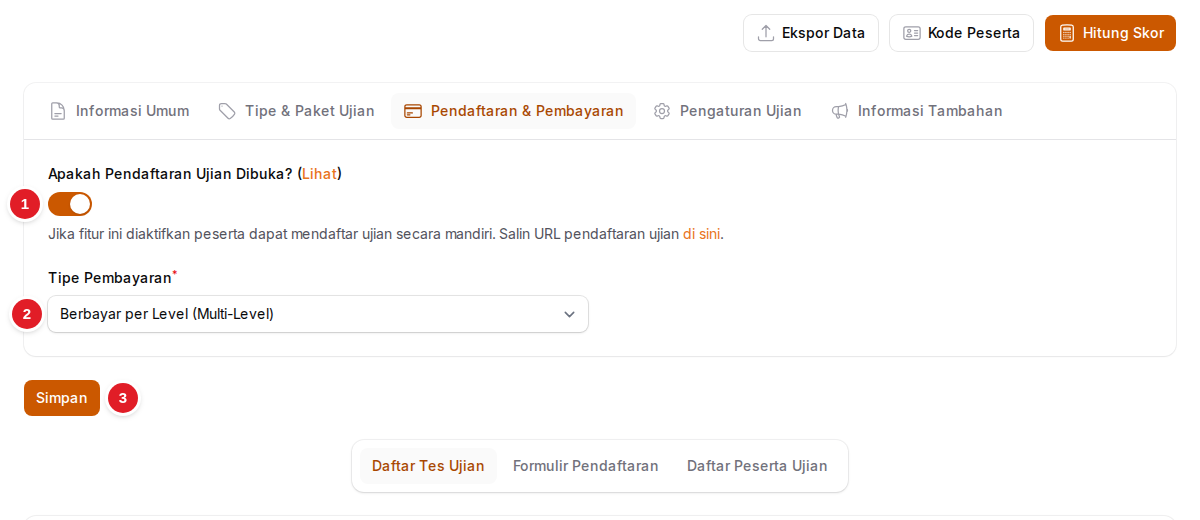 Ekspor Data Kode Peserta Hitung Skor
Informasi Umum Tipe & Paket Ujian Pendaftaran & Pembayaran Pengaturan Ujian Informasi Tambahan
Apakah Pendaftaran Ujian Dibuka? (Lihat)
1
Jika fitur ini diaktifkan peserta dapat mendaftar ujian secara mandiri. Salin URL pendaftaran ujian di sini.
Tipe Pembayaran*
2 Berbayar per Level (Multi-Level)
Simpan 3
Daftar Tes Ujian Formulir Pendaftaran Daftar Peserta Ujian